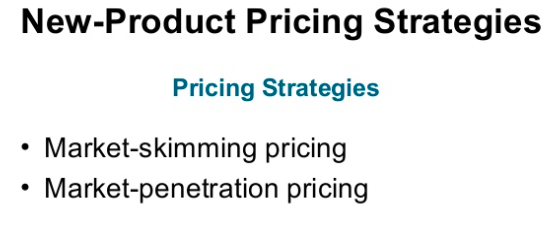 New-Product Pricing Strategies
Pricing Strategies
• Market-skimming pricing
• Market-penetration pricing